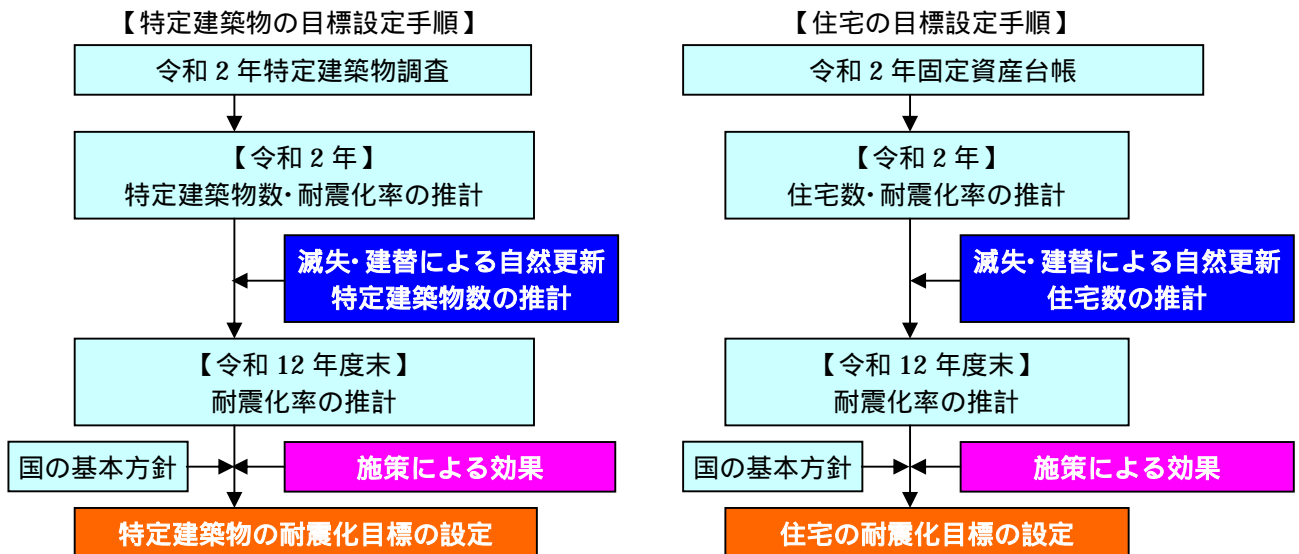 【特定建築物の目標設定手順】
令和2年特定建築物調査
【令和2年】
特定建築物数・耐震化率の推計
滅失・建替による自然更新
特定建築物数の推計
【令和12年度末】
耐震化率の推計
国の基本方針
施策による効果
特定建築物の耐震化目標の設定
【住宅の目標設定手順】
令和2年固定資産台帳
【令和2年】
住宅数・耐震化率の推計
滅失・建替による自然更新
住宅数の推計
【令和12年度末】
耐震化率の推計
国の基本方針
施策による効果
住宅の耐震化目標の設定